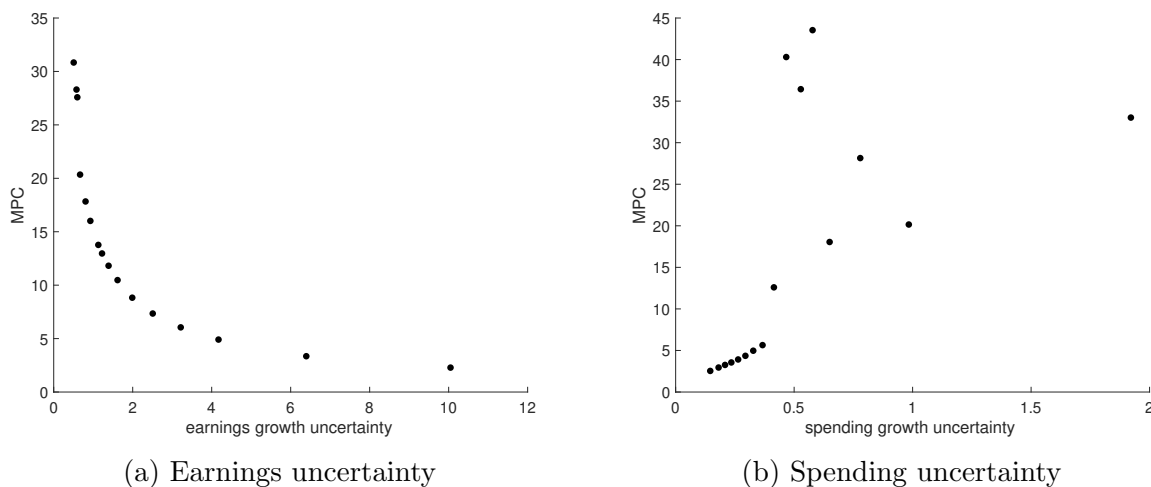 35
30
25
20
15
10
5
0
MPC
0 2 4 6 8 10 12
earnings growth uncertainty
(a) Earnings uncertainty
45
40
35
30
25
20
15
10
5
0
MPC
0 0.5 1 1.5 2
spending growth uncertainty
(b) Spending uncertainty